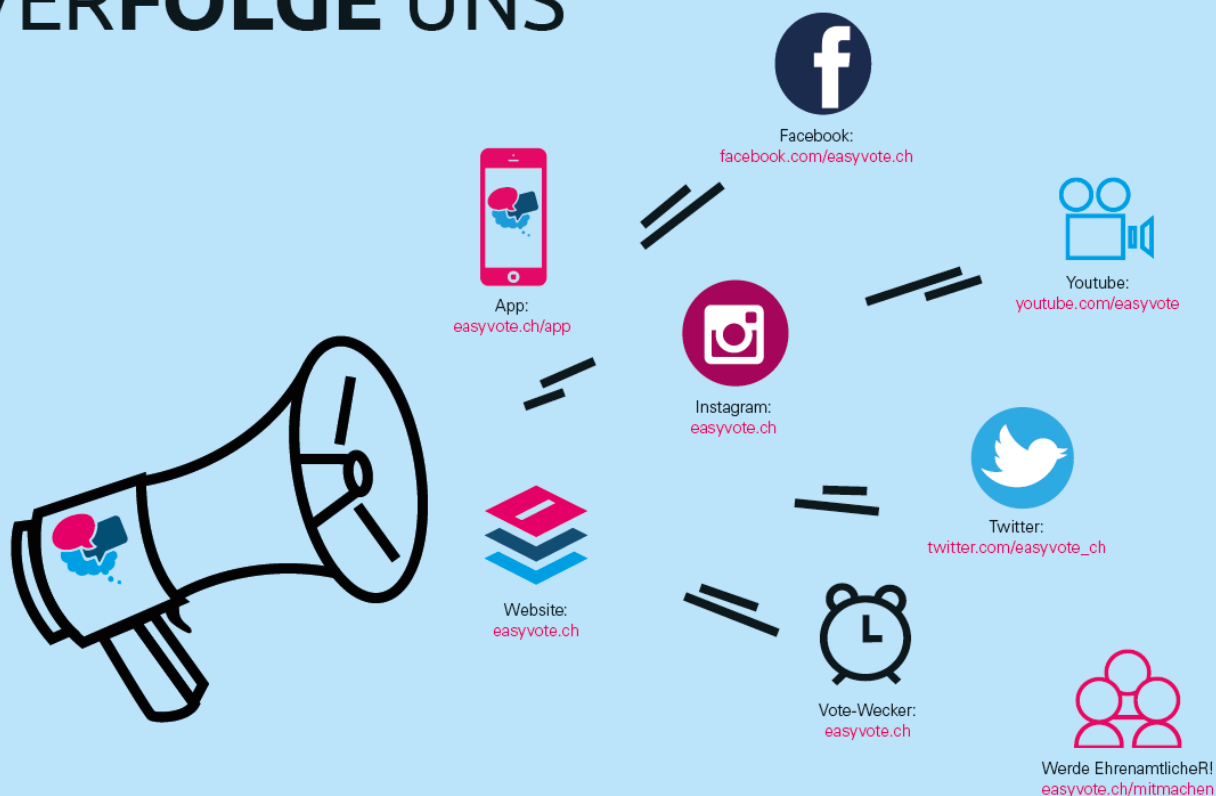 VERFOLGE UNS
Facebook:
facebook.com/easyvote.ch
App:
easyvote.ch/app
Youtube:
youtube.com/easyvote
Instagram:
easyvote.ch
Twitter:
twitter.com/easyvote_ch
Website:
easyvote.ch
Vote-Wecker:
easyvote.ch
Werde EhrenamtlicheR!
easyvote.ch/mitmachen